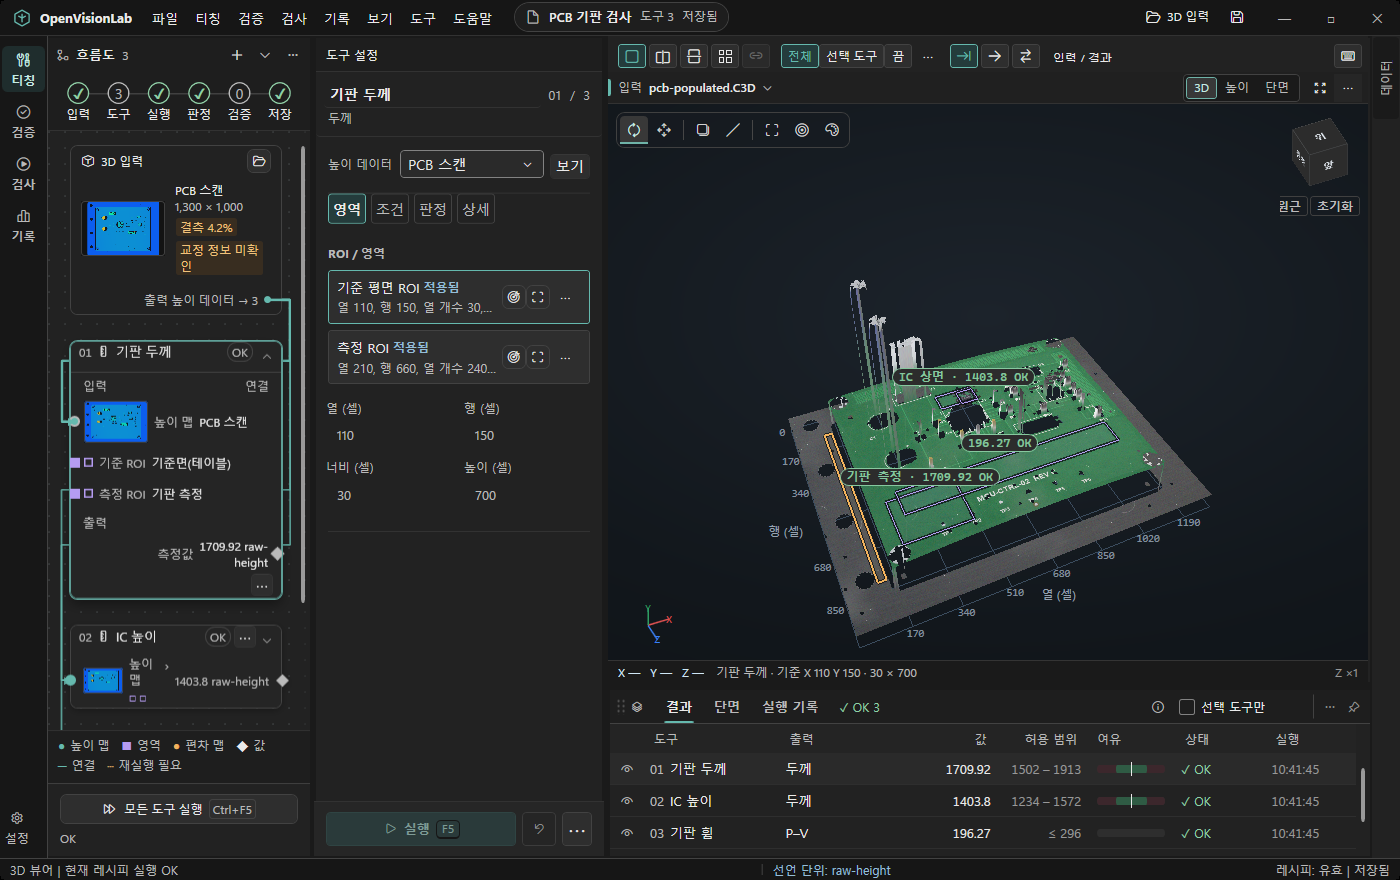 OpenVisionLab 파일 티칭 검증 검사 기록 보기 도구 도움말 PCB 기판 검사 도구 3 저장됨 3D 입력
티칭
검증
검사
기록
설정
흐름도 3
3
0
입력 도구 실행 판정 검증 저장
3D 입력
PCB 스캔
1,300 × 1,000
결측 4.2%
교정 정보 미확
인
출력 높이 데이터 → 3
01 기판 두께 OK
입력 연결
높이 맵 PCB 스캔
기준 ROI 기준면(테이블)
측정 ROI 기판 측정
출력
측정값 1709.92 raw-
height
02 IC 높이 OK
높이
맵
1403.8 raw-height
높이 맵 영역 편차 맵 값
연결 재실행 필요
모든 도구 실행 Ctrl+F5
OK
도구 설정
기판 두께 01 / 3
두께
높이 데이터 PCB 스캔 보기
영역 조건 판정 상세
ROI / 영역
기준 평면 ROI 적용됨
열 110, 행 150, 열 개수 30,...
측정 ROI 적용됨
열 210, 행 660, 열 개수 240...
열 (셀) 행 (셀)
110 150
너비 (셀) 높이 (셀)
30 700
실행 F5
전체 선택 도구 끔 입력 / 결과
입력 pcb-populated.C3D 3D 높이 단면
원근 초기화
IC 상면 · 1403.8 OK
196.27 OK
기판 측정 · 1709.92 OK
0
170
340
행 (셀)
680
850
170
340
510
680
850
1020
1190
열 (셀)
Y
X
Z
X — Y — Z — 기판 두께 · 기준 X 110 Y 150 · 30 × 700 Z ×1
결과 단면 실행 기록 ✓ OK 3 선택 도구만
도구 출력 값 허용 범위 여유 상태 실행
01 기판 두께 두께 1709.92 1502 – 1913 ✓ OK 10:41:45
02 IC 높이 두께 1403.8 1234 – 1572 ✓ OK 10:41:45
03 기판 휨 P–V 196.27 ≤ 296 ✓ OK 10:41:45
데이터
3D 뷰어 | 현재 레시피 실행 OK 선언 단위: raw-height 레시피: 유효 | 저장됨